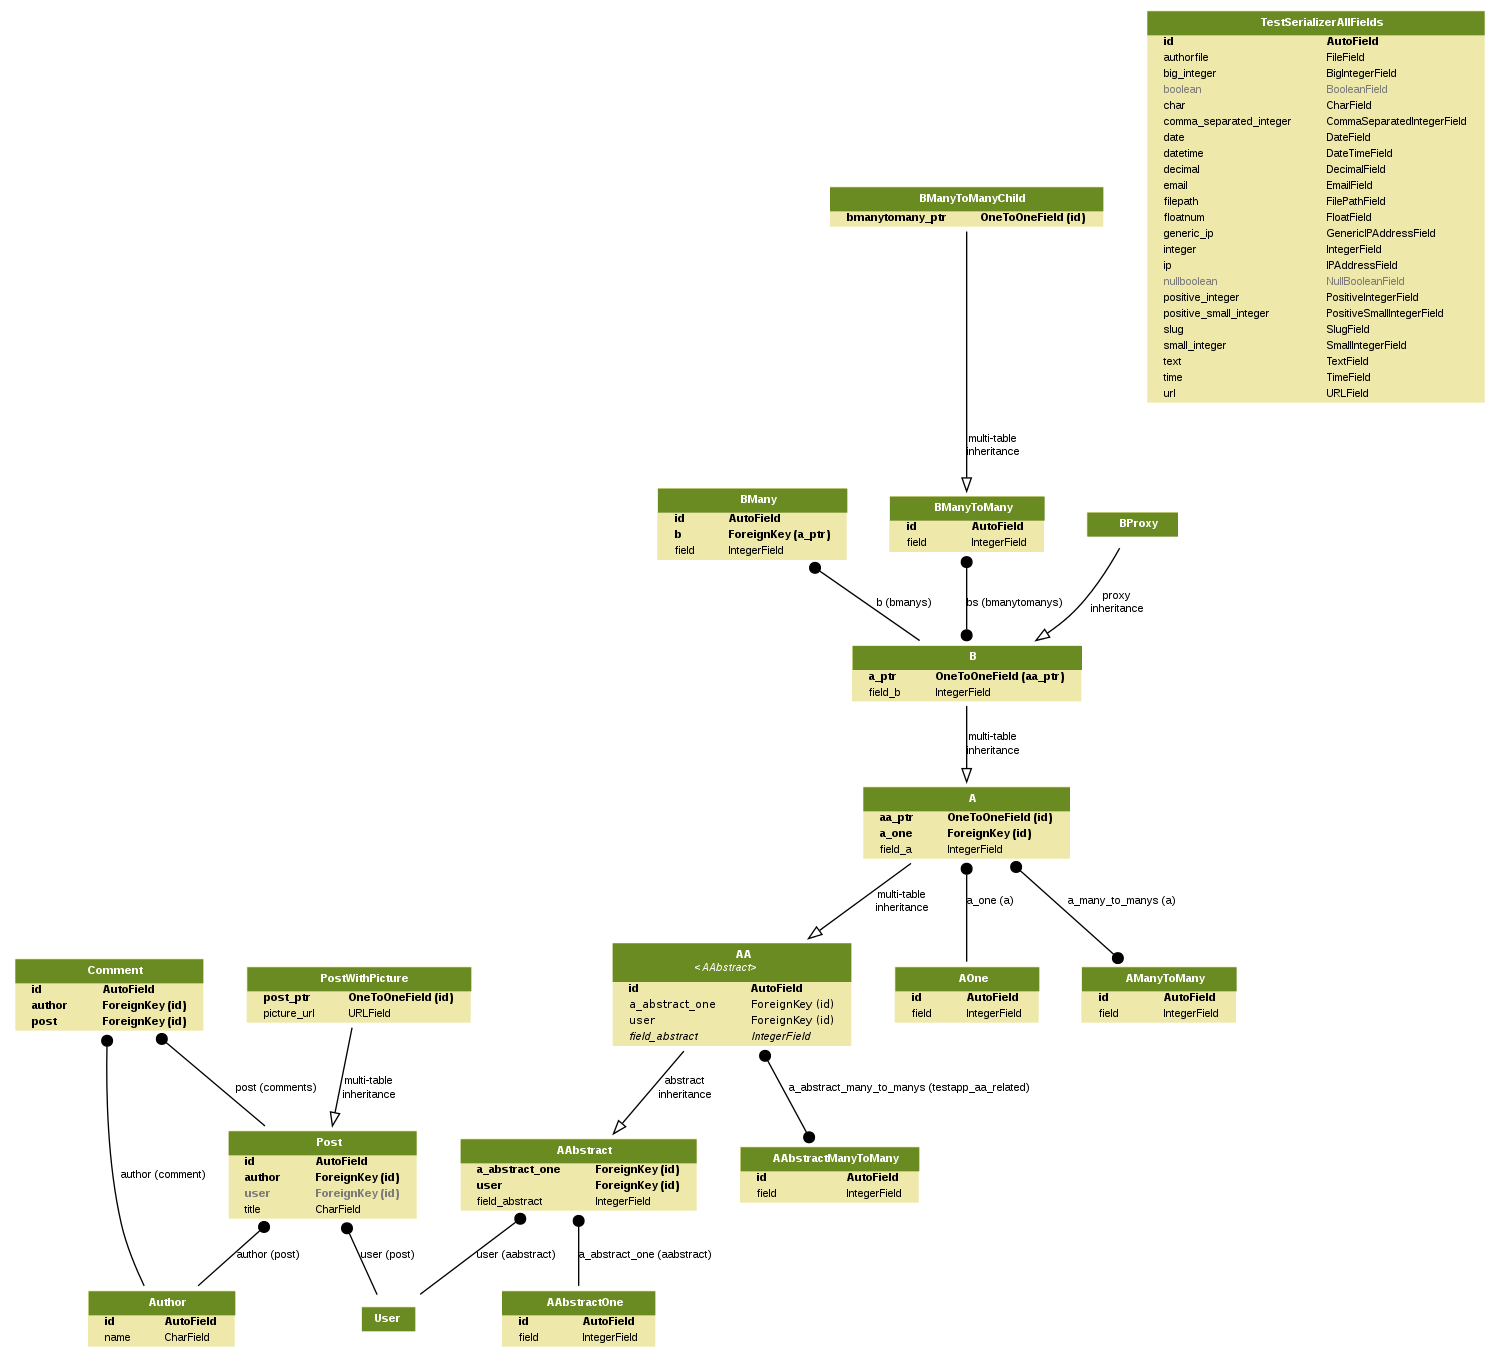 TestSerializerAllFields
id AutoField
authorfile FileField
big_integer BigIntegerField
boolean BooleanField
char CharField
comma_separated_integer CommaSeparatedIntegerField
date DateField
datetime DateTimeField
decimal DecimalField
email EmailField
filepath FilePathField
floatnum FloatField
generic_ip GenericIPAddressField
integer IntegerField
ip IPAddressField
nullboolean NullBooleanField
positive_integer PositiveIntegerField
positive_small_integer PositiveSmallIntegerField
slug SlugField
small_integer SmallIntegerField
text TextField
time TimeField
url URLField
BManyToManyChild
bmanytomany_ptr OneToOneField (id)
multi-table
inheritance
BMany
id AutoField
b ForeignKey (a_ptr)
field IntegerField
BManyToMany
id AutoField
field IntegerField
BProxy
b (bmanys)
bs (bmanytomanys)
proxy
inheritance
B
a_ptr OneToOneField (aa_ptr)
field_b IntegerField
multi-table
inheritance
A
aa_ptr OneToOneField (id)
a_one ForeignKey (id)
field_a IntegerField
multi-table
inheritance
a_one (a)
a_many_to_manys (a)
Comment
id AutoField
author ForeignKey (id)
post ForeignKey (id)
PostWithPicture
post_ptr OneToOneField (id)
picture_url URLField
AA
<AAbstract>
id AutoField
a_abstract_one ForeignKey (id)
user ForeignKey (id)
field_abstract IntegerField
AOne
id AutoField
field IntegerField
AManyToMany
id AutoField
field IntegerField
post (comments)
multi-table
inheritance
abstract
inheritance
a_abstract_many_to_manys (testapp_aa_related)
author (comment)
Post
id AutoField
author ForeignKey (id)
user ForeignKey (id)
title CharField
AAbstract
a_abstract_one ForeignKey (id)
user ForeignKey (id)
field_abstract IntegerField
AAbstractManyToMany
id AutoField
field IntegerField
author (post)
user (post)
user (aabstract)
a_abstract_one (aabstract)
Author
id AutoField
name CharField
User
AAbstractOne
id AutoField
field IntegerField